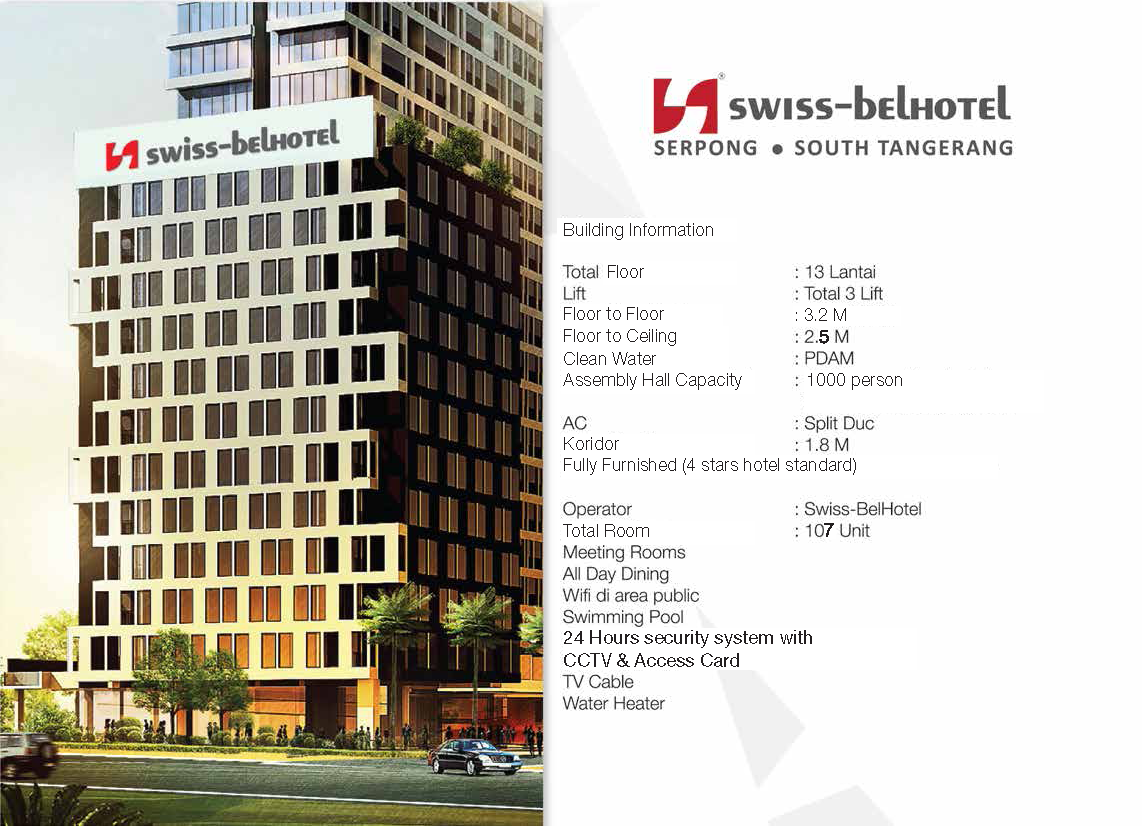 swiss-belhotel
swiss-belhotel®
SERPONG ● SOUTH TANGERANG
Building Information
Total Floor : 13 Lantai
Lift : Total 3 Lift
Floor to Floor : 3.2 M
Floor to Ceiling : 2.5 M
Clean Water : PDAM
Assembly Hall Capacity : 1000 person
AC : Split Duc
Koridor : 1.8 M
Fully Furnished (4 stars hotel standard)
Operator : Swiss-BelHotel
Total Room : 107 Unit
Meeting Rooms
All Day Dining
Wifi di area public
Swimming Pool
24 Hours security system with
CCTV & Access Card
TV Cable
Water Heater